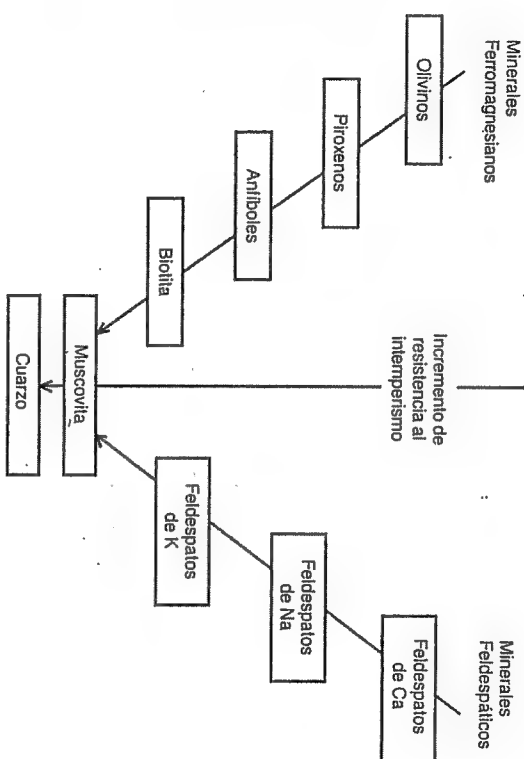 Minerales
Ferromagnesianos
Olivinos
Piroxenos
Anfíboles
Biotita
Incremento de
resistencia al
intemperismo
Muscovita
Cuarzo
Minerales
Feldespáticos
Feldespatos
de Ca
Feldespatos
de Na
Feldespatos
de K